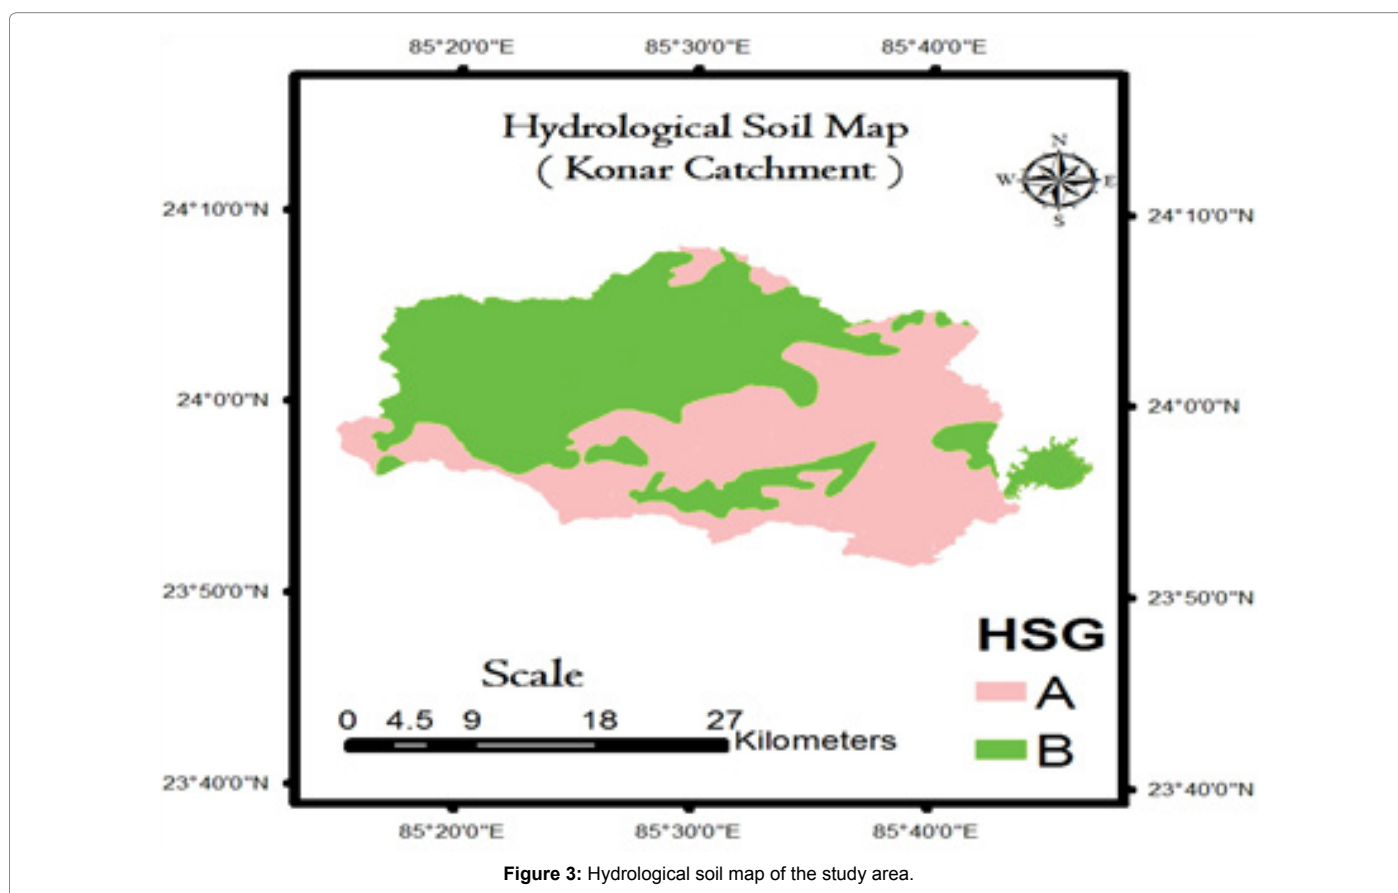 85°20'0"E 85°30'0"E 85°40'0"E
Hydrological Soil Map
( Konar Catchment )
N
W E
S
24°10'0"N 24°10'0"N
24°0'0"N 24°0'0"N
23°50'0"N 23°50'0"N
HSG
A
B
Scale
0 4.5 9 18 27
Kilometers
23°40'0"N 23°40'0"N
85°20'0"E 85°30'0"E 85°40'0"E
Figure 3: Hydrological soil map of the study area.